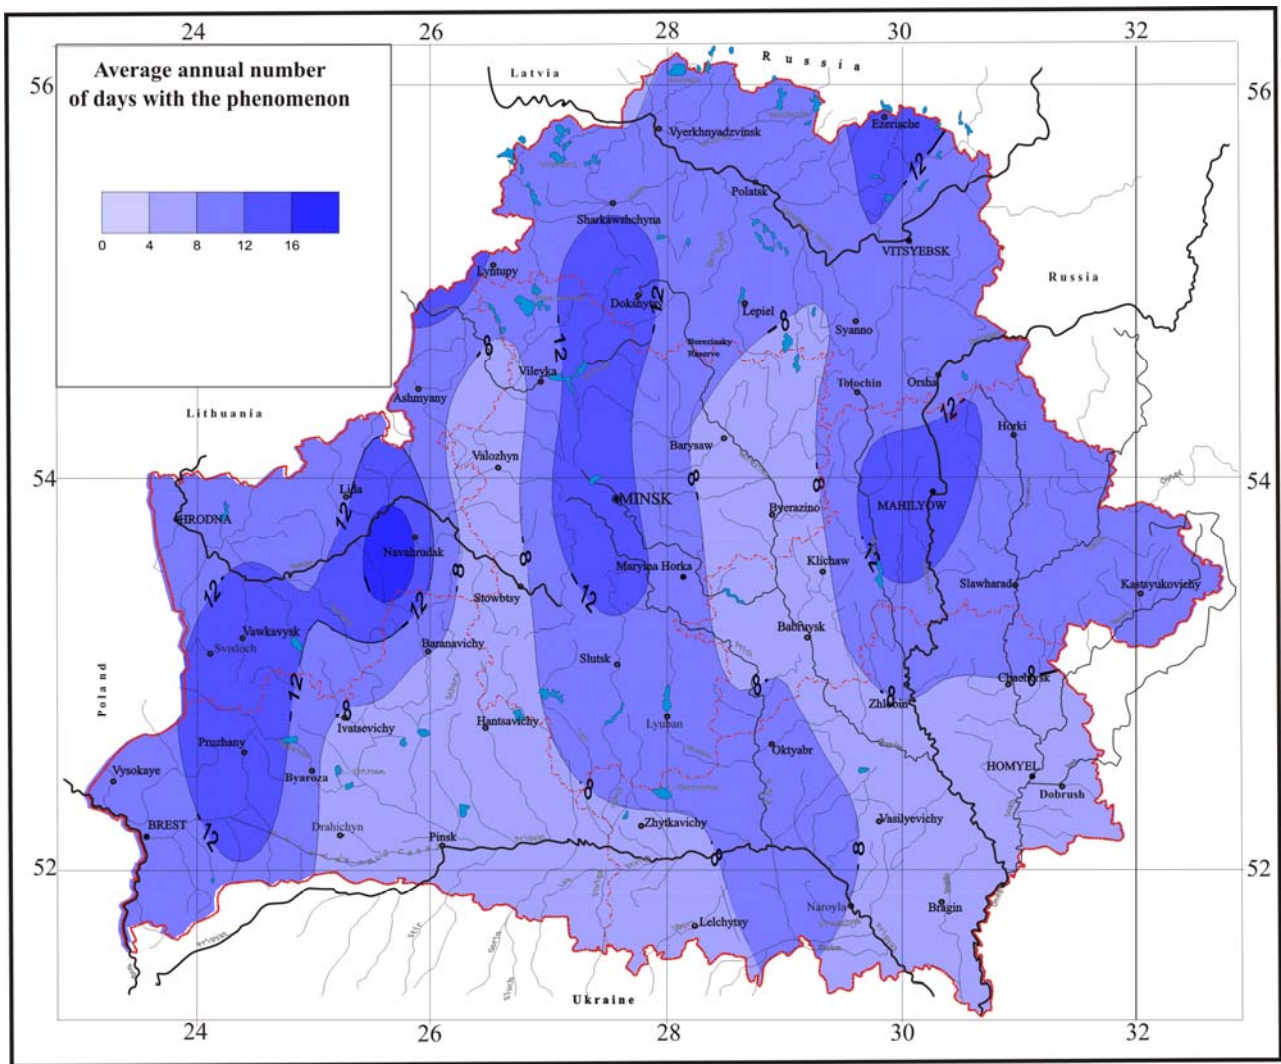 24
26
28
30
32
Average annual number
of days with the phenomenon
0
4
8
12
16
Latvia
Russia
56
56
Ezerische
Vyerkhnyadzvinsk
12
Polatsk
Sharkawshchyna
VITSYEBSK
Russia
Lyntupy
Dokshytsy
12
Lepiel
8
Syanno
12
8
Berezinsky
Reserve
Vileyka
Tolochin
Orsha
Ashmyany
Lithuania
12
Horki
Barysaw
Valozhyn
54
54
8
8
Lida
12
MINSK
MAHILYOW
Byerazino
HRODNA
Navahrudak
8
12
Klichaw
8
Maryina Horka
Slawharad
Kastsyukovichy
12
12
Stowbtsy
12
Vawkavysk
Svisloch
Baranavichy
Babruysk
Slutsk
Poland
12
8
8
Chachersk
8
Zhlobin
8
Ivatsevichy
Hantsavichy
Lyuban
Pruzhany
Oktyabr
Byaroza
HOMYEL
Vysokaye
8
Dobrush
BREST
12
Drahichyn
Pinsk
Zhytkavichy
Vasilyevichy
8
8
52
52
Naroyla
Bragin
Lelchytsy
Stit
Sluch
Ukraine
24
26
28
30
32